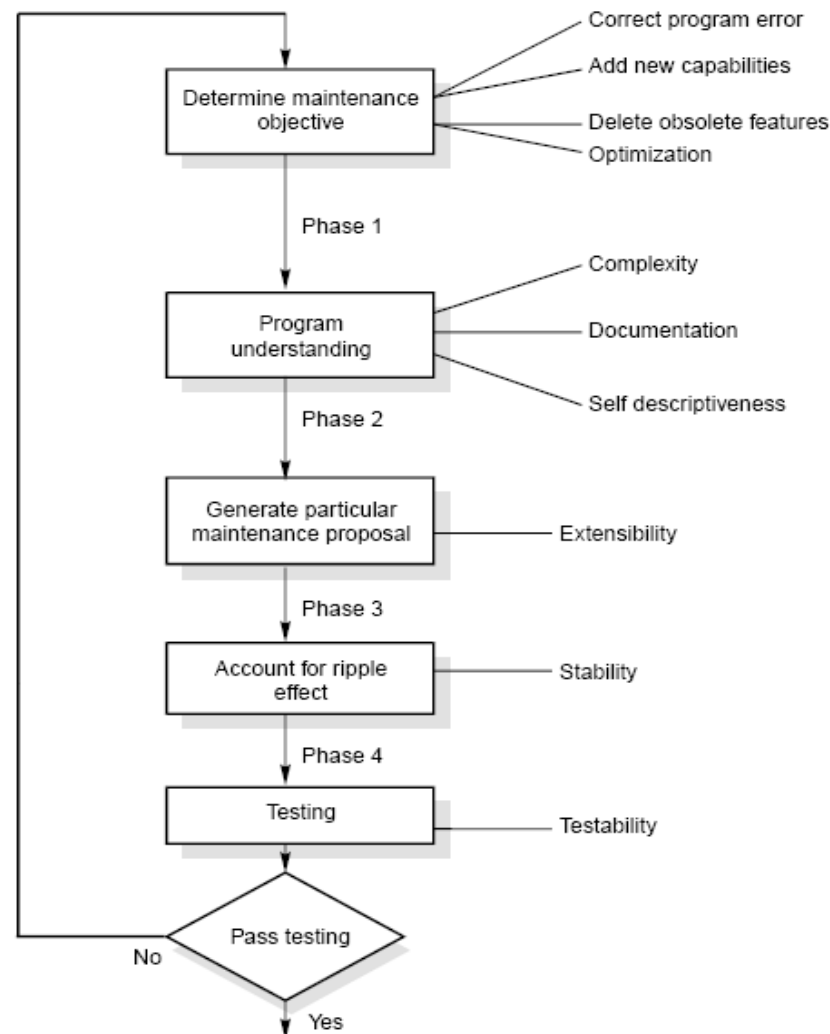 Correct program error
Add new capabilities
Determine maintenance
objective
Delete obsolete features
Optimization
Phase 1
Complexity
Program
understanding
Documentation
Self descriptiveness
Phase 2
Generate particular
maintenance proposal
Extensibility
Phase 3
Account for ripple
effect
Stability
Phase 4
Testing
Testability
Pass testing
No
Yes